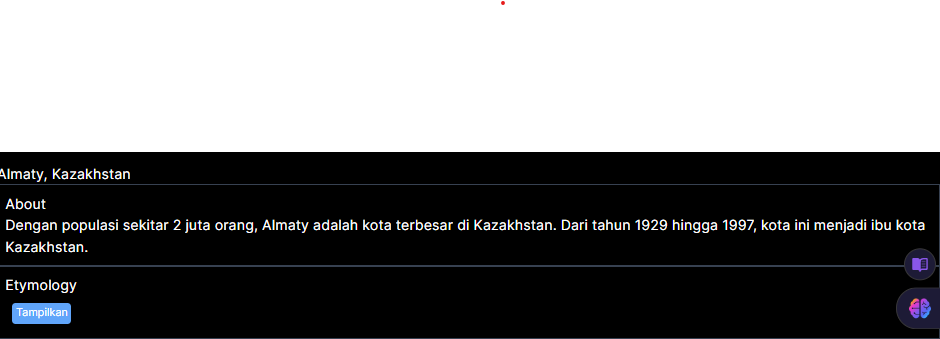 Almaty, Kazakhstan
About
Dengan populasi sekitar 2 juta orang, Almaty adalah kota terbesar di Kazakhstan. Dari tahun 1929 hingga 1997, kota ini menjadi ibu kota
Kazakhstan.
Etymology
Tampilkan